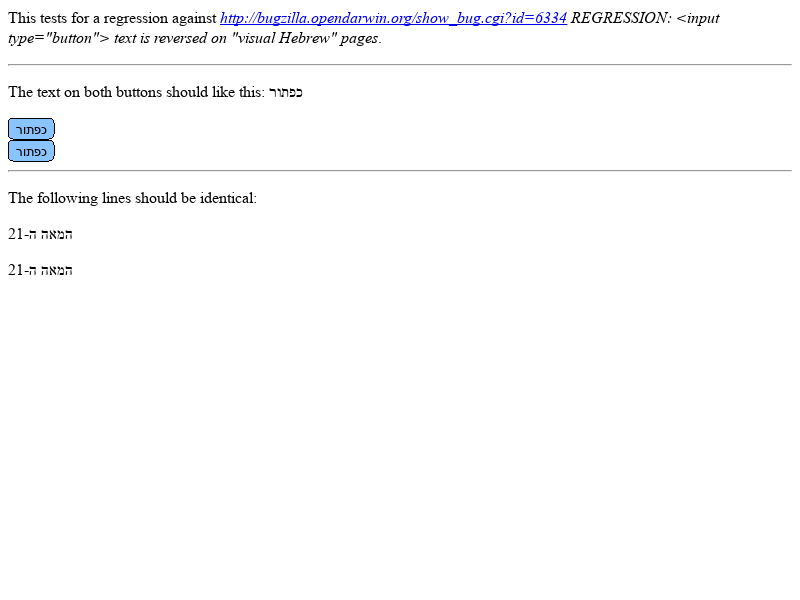 This tests for a regression against http://bugzilla.opendarwin.org/show_bug.cgi?id=6334 REGRESSION: <input
type="button"> text is reversed on "visual Hebrew" pages.
The text on both buttons should like this: כפתור
כפתור
כפתור
The following lines should be identical:
המאה ה-21
המאה ה-21